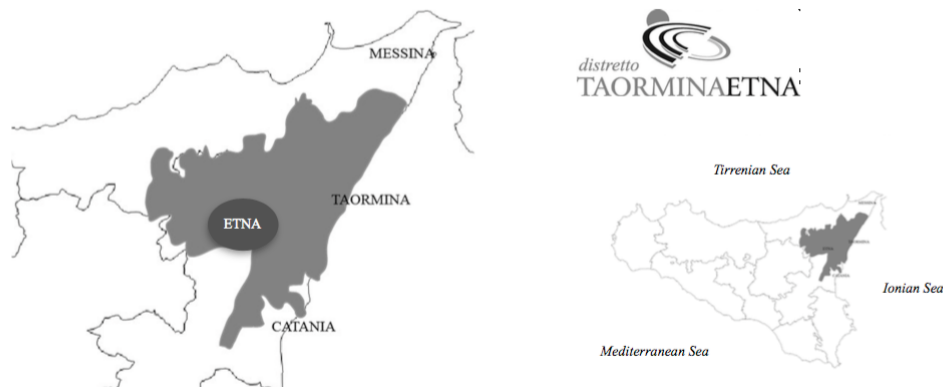 MESSINA
TAORMINA
ETNA
CATANIA
distretto
TAORMINAETNA
Tirrenian Sea
Ionian Sea
Mediterranean Sea